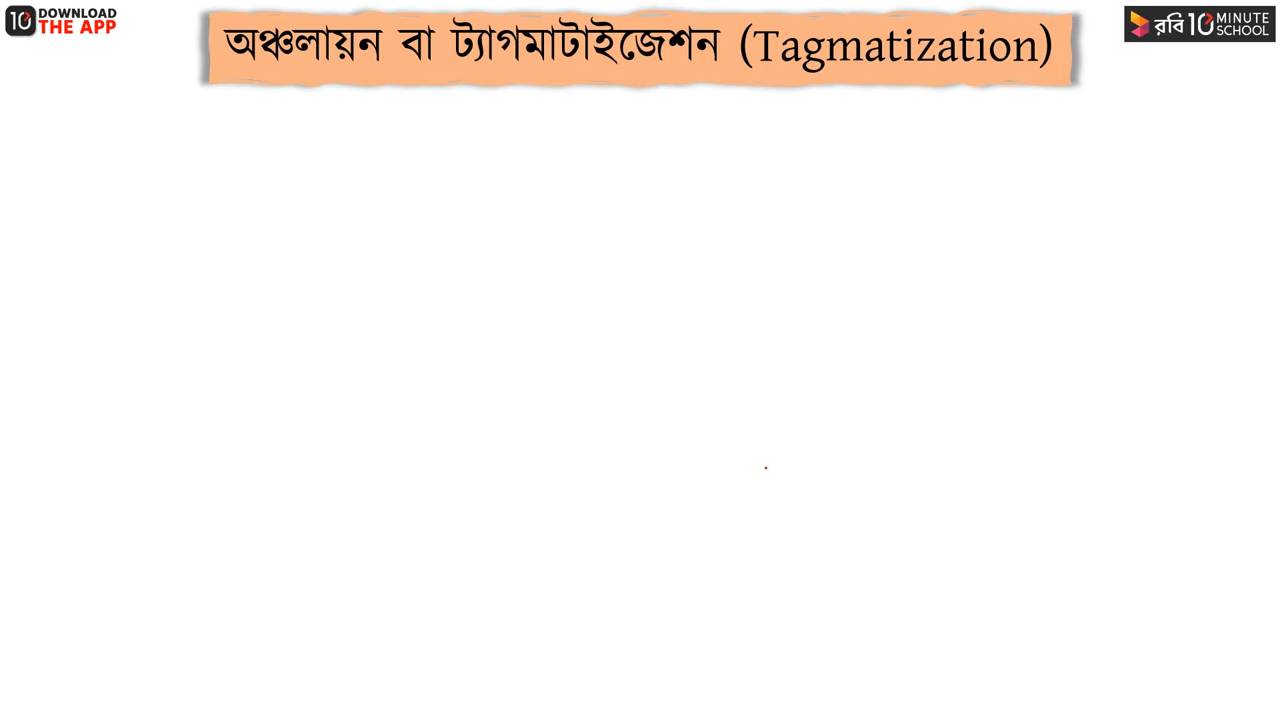 10 DOWNLOAD THE APP
অঞ্চলায়ন বা ট্যাগমাটাইজেশন (Tagmatization)
রবি 10 MINUTE SCHOOL